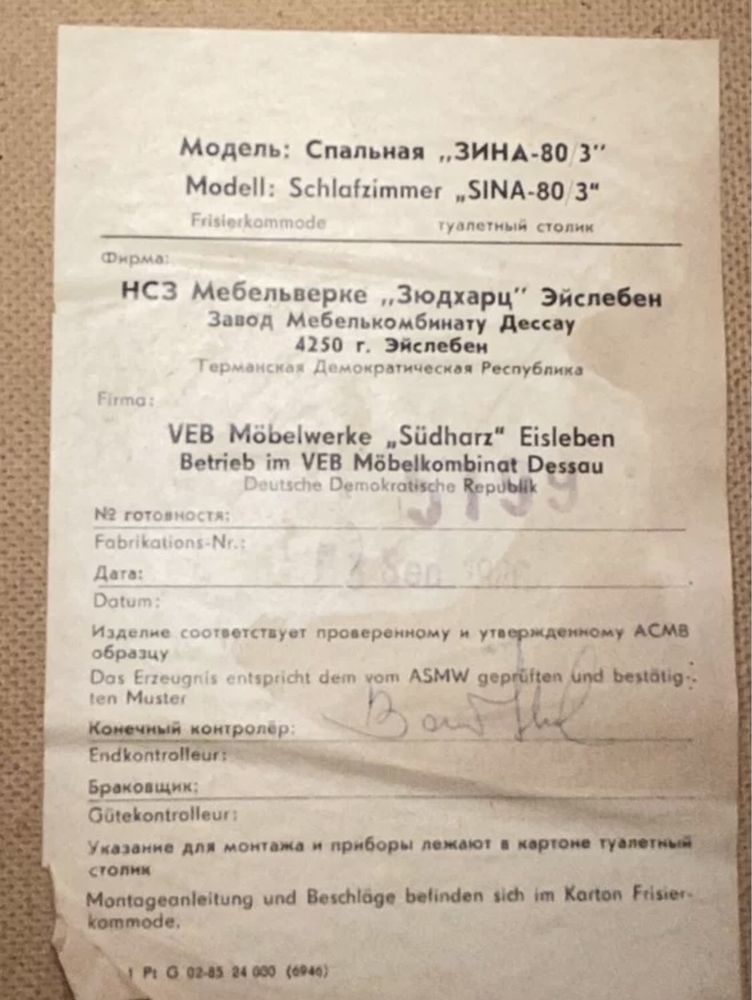 Модель: Спальная „ЗИНА-80/3“
Modell: Schlafzimmer „SINA-80/3“
Frisierkommode туалетный столик
Фирма:
НСЗ Мебельверке „Зюдхарц“ Эйслебен
Завод Мебелькомбинату Дессау
4250 г. Эйслебен
Германская Демократическая Республика
Firma:
VEB Möbelwerke „Südharz“ Eisleben
Betrieb im VEB Möbelkombinat Dessau
Deutsche Demokratische Republik
№ готовностя:
Fabrikations-Nr.:
Дата:
Datum:
Изделие соответствует проверенному и утвержденному АСМВ
образцу
Das Erzeugnis entspricht dem vom ASMW geprüften und bestätig-
ten Muster
Конечный контролёр:
Endkontrolleur:
Браковщик:
Gütekontrolleur:
Указание для монтажа и приборы лежают в картоне туалетный
столик
Montageanleitung und Beschläge befinden sich im Karton Frisier-
kommode.
1 Pt G 02-85 24 000 (6946)